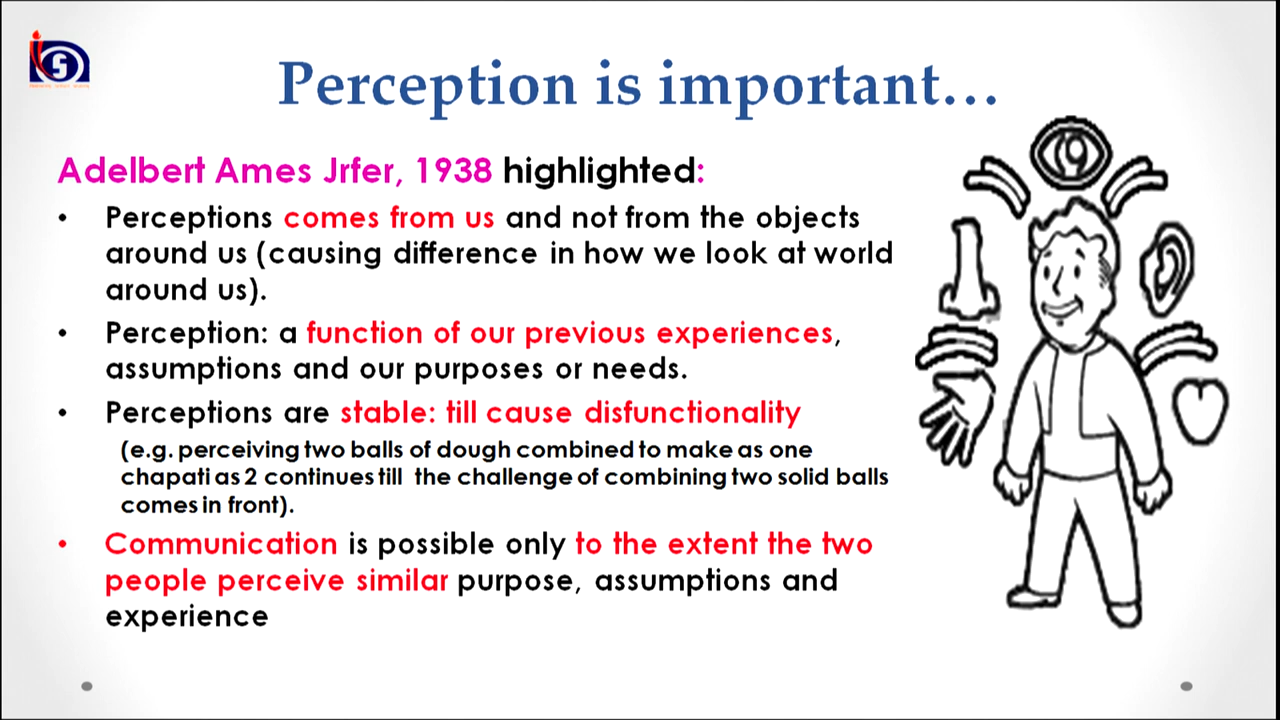 Perception is important...
Adelbert Ames Jrfer, 1938 highlighted:
• Perceptions comes from us and not from the objects
around us (causing difference in how we look at world
around us).
• Perception: a function of our previous experiences,
assumptions and our purposes or needs.
• Perceptions are stable: till cause disfunctionality
(e.g. perceiving two balls of dough combined to make as one
chapati as 2 continues till the challenge of combining two solid balls
comes in front).
• Communication is possible only to the extent the two
people perceive similar purpose, assumptions and
experience